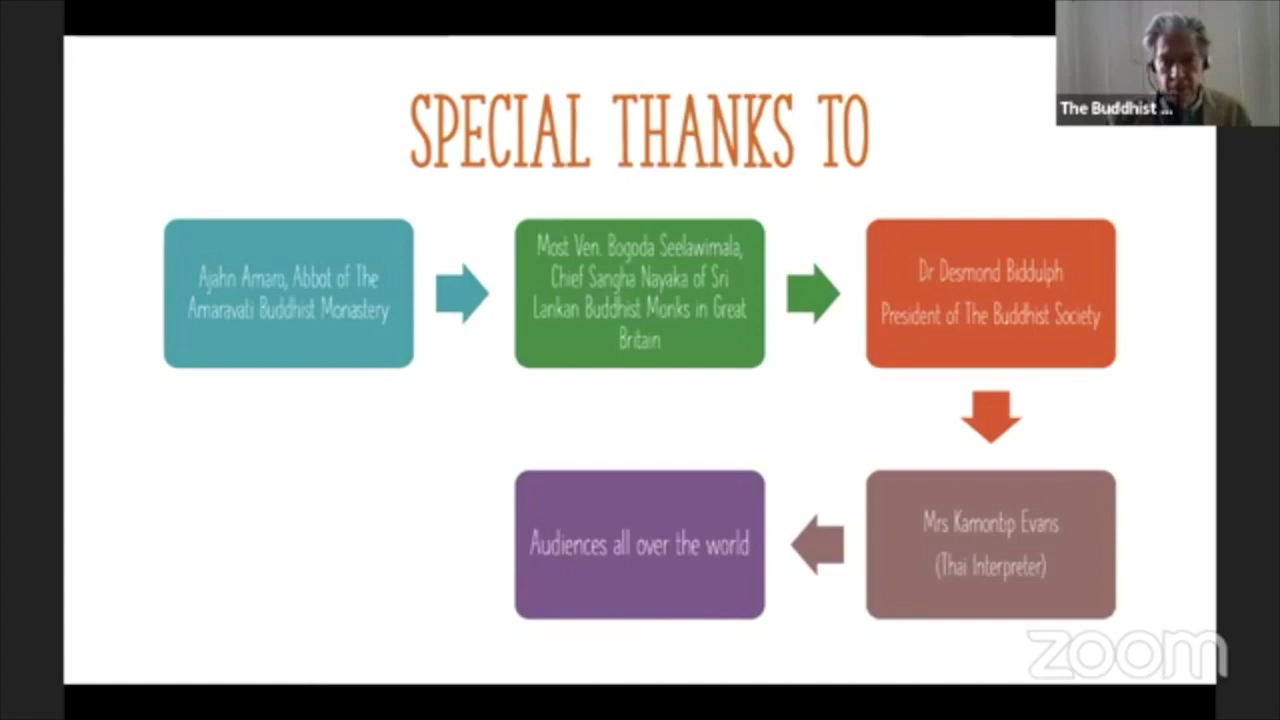 SPECIAL THANKS TO
The Buddhist ...
Ajahn Amaro, Abbot of The
Amaravati Buddhist Monastery
Most Ven. Bogoda Seelawimala,
Chief Sangha Nayaka of Sri
Lankan Buddhist Monks in Great
Britain
Dr Desmond Biddulph
President of The Buddhist Society
Mrs Kamontip Evans
(Thai Interpreter)
Audiences all over the world
zoom